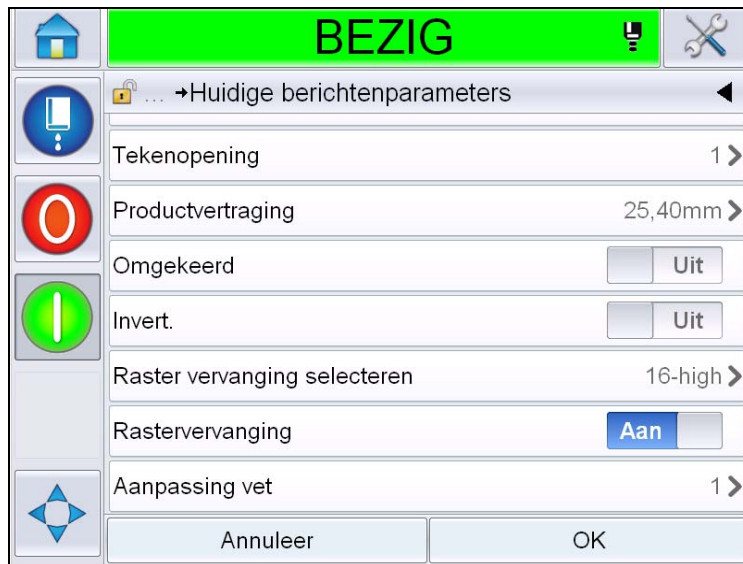 BEZIG
... →Huidige berichtenparameters
Tekenopening 1
Productvertraging 25,40mm
Omgekeerd Uit
Invert. Uit
Raster vervanging selecteren 16-high
Rastervervanging Aan
Aanpassing vet 1
Annuleer OK